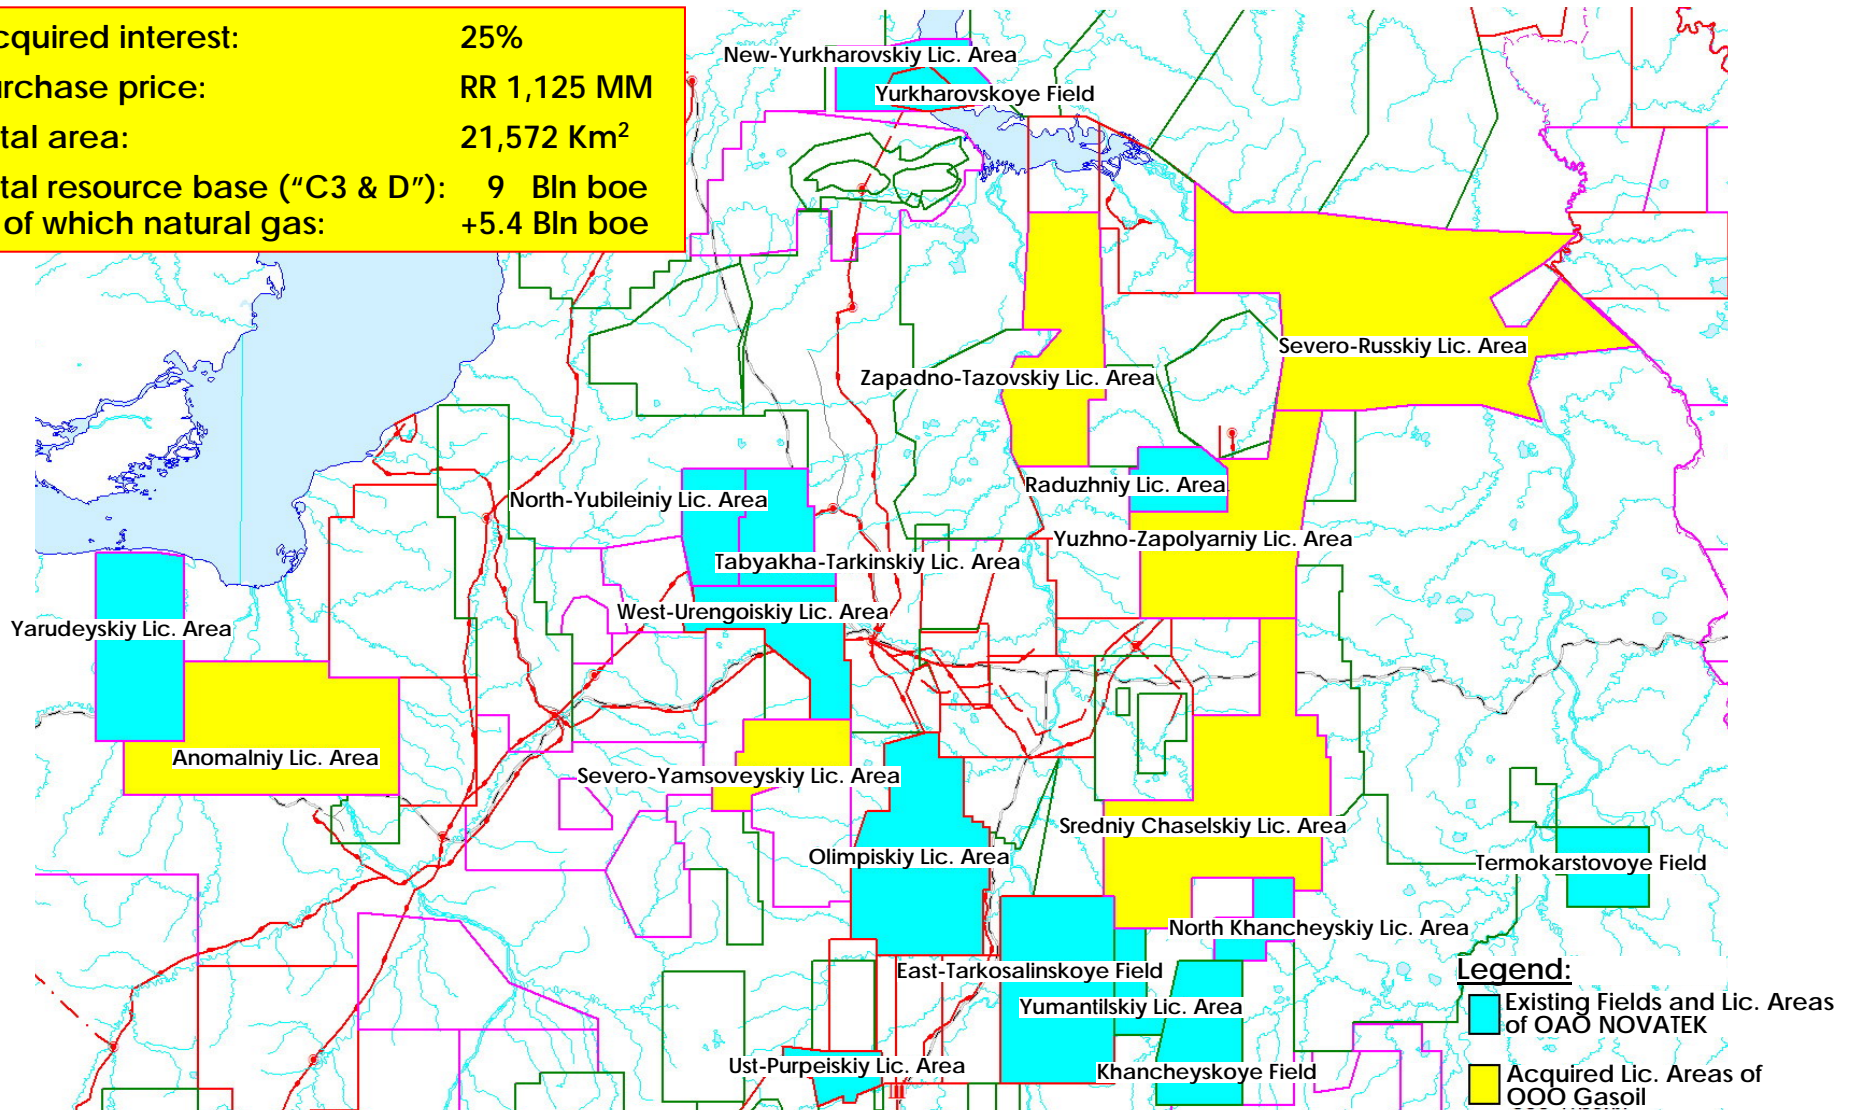 cquired interest: 25%
urchase price: RR 1,125 MM
tal area: 21,572 Km²
tal resource base (“C3 & D”): 9 Bln boe
of which natural gas: +5.4 Bln boe
New-Yurkharovskiy Lic. Area
Yurkharovskoye Field
Severo-Russkiy Lic. Area
Zapadno-Tazovskiy Lic. Area
Raduzhniy Lic. Area
North-Yubileiniy Lic. Area
Yuzhno-Zapolyarniy Lic. Area
Tabyakha-Tarkinskiy Lic. Area
West-Urengoiskiy Lic. Area
Yarudeyskiy Lic. Area
Anomalniy Lic. Area
Severo-Yamsoveyskiy Lic. Area
Sredniy Chaselskiy Lic. Area
Olimpiskiy Lic. Area
Termokarstovoye Field
North Khancheyskiy Lic. Area
East-Tarkosalinskoye Field
Yumantilskiy Lic. Area
Ust-Purpeiskiy Lic. Area
Khancheyskoye Field
Legend:
Existing Fields and Lic. Areas
of OAO NOVATEK
Acquired Lic. Areas of
OOO Gasoil